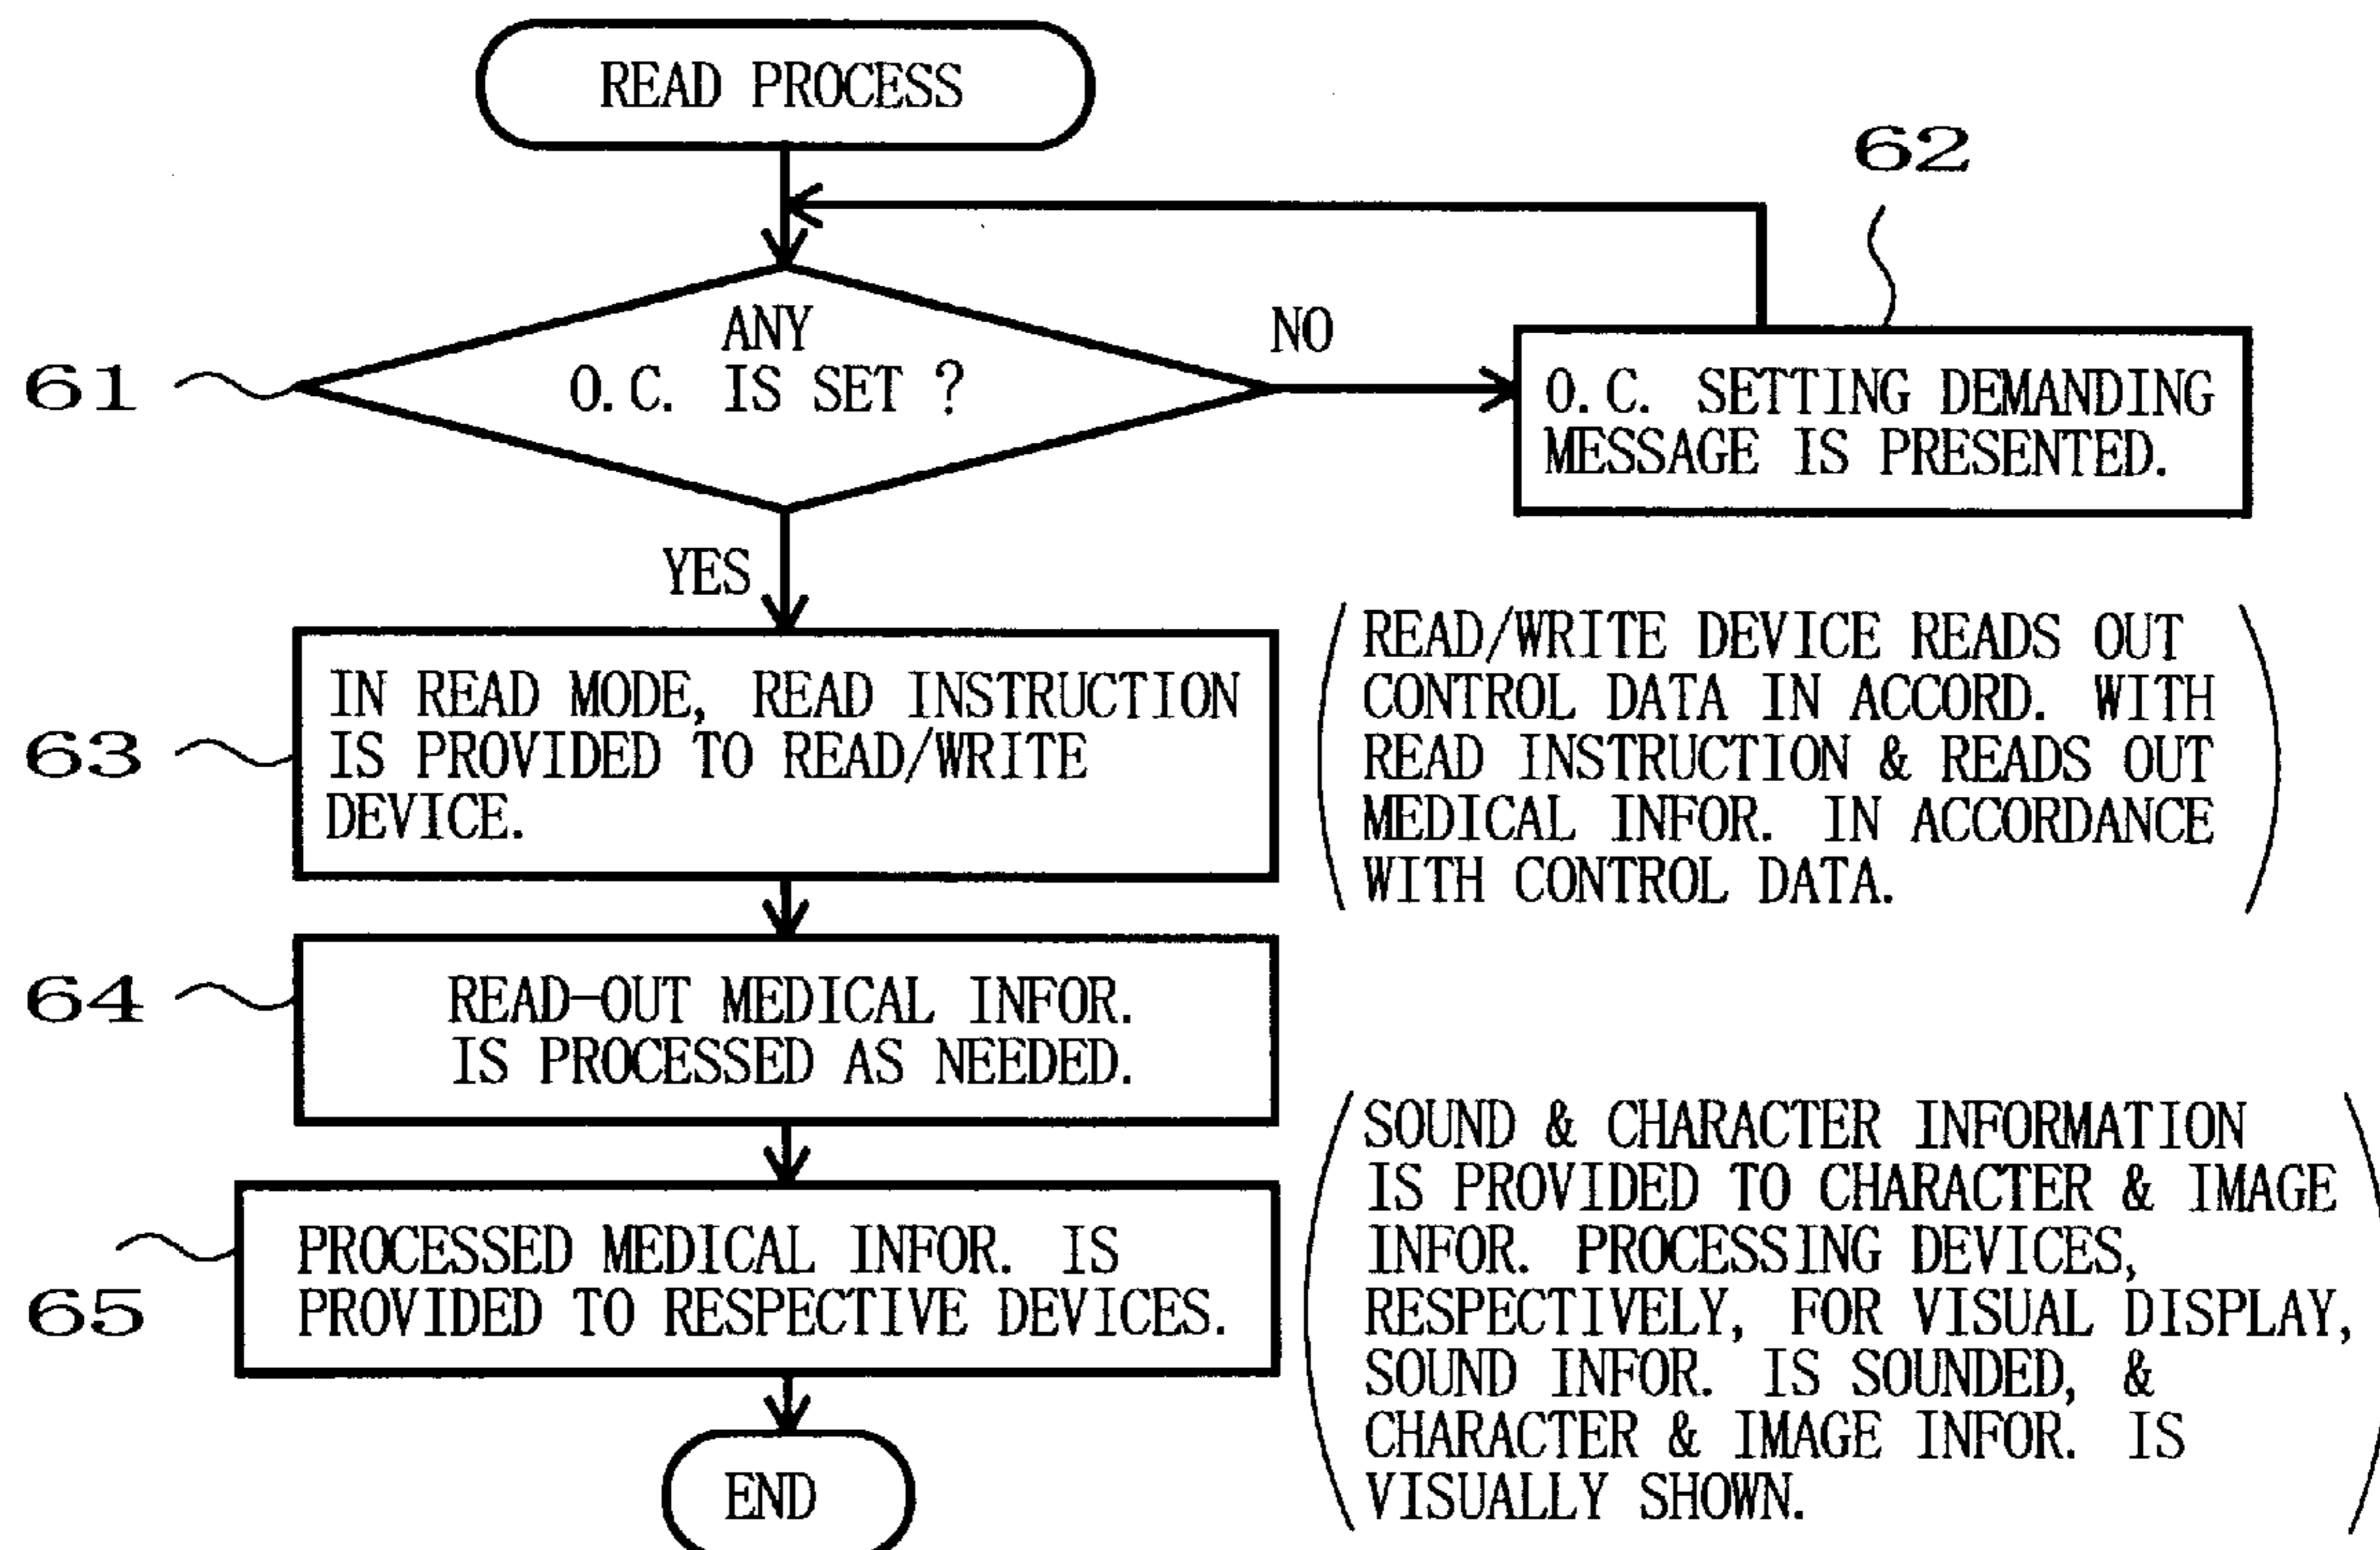 READ PROCESS
62
ANY
O.C. IS SET ?
NO
61
O.C. SETTING DEMANDING
MESSAGE IS PRESENTED.
YES
IN READ MODE, READ INSTRUCTION
IS PROVIDED TO READ/WRITE
DEVICE.
63
READ/WRITE DEVICE READS OUT
CONTROL DATA IN ACCORD. WITH
READ INSTRUCTION & READS OUT
MEDICAL INFOR. IN ACCORDANCE
WITH CONTROL DATA.
64
READ-OUT MEDICAL INFOR.
IS PROCESSED AS NEEDED.
PROCESSED MEDICAL INFOR. IS
PROVIDED TO RESPECTIVE DEVICES.
65
SOUND & CHARACTER INFORMATION
IS PROVIDED TO CHARACTER & IMAGE
INFOR. PROCESSING DEVICES,
RESPECTIVELY, FOR VISUAL DISPLAY,
SOUND INFOR. IS SOUNDED, &
CHARACTER & IMAGE INFOR. IS
VISUALLY SHOWN.
END